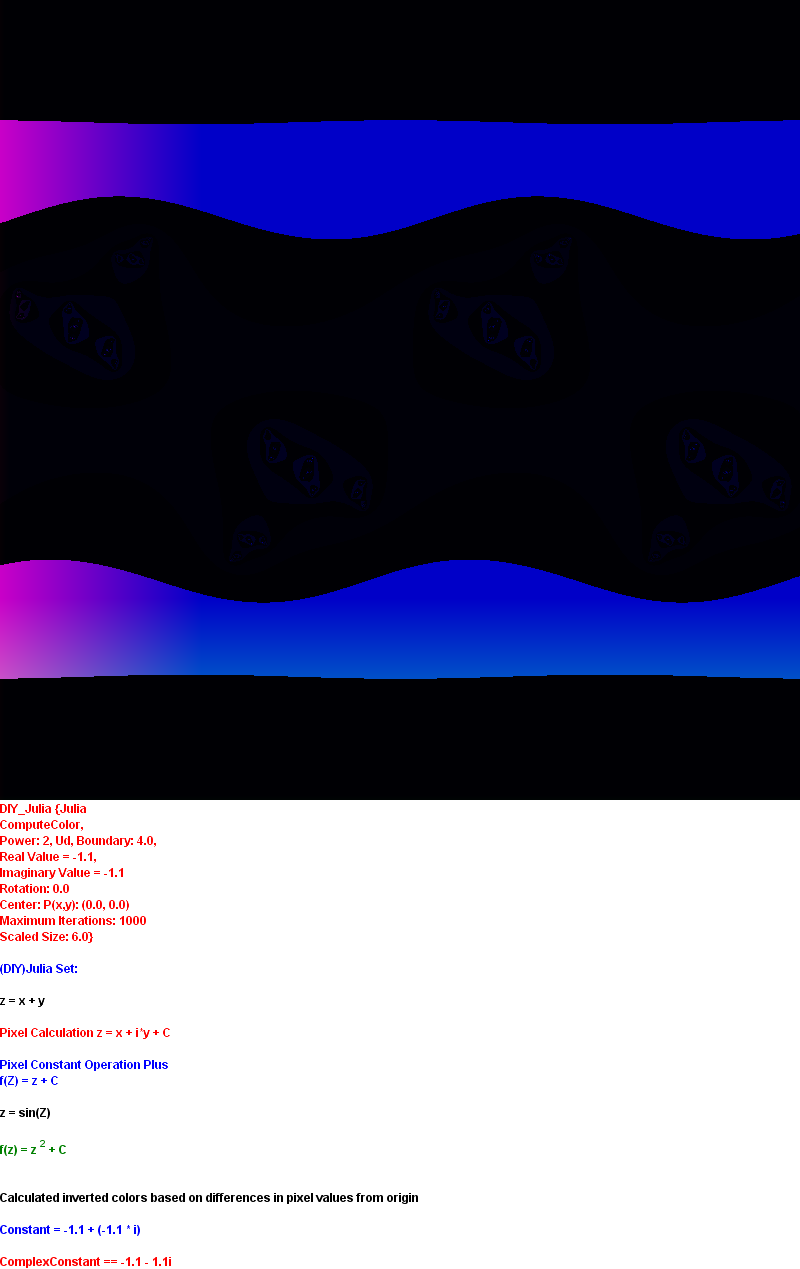 DIY_Julia {Julia
ComputeColor,
Power: 2, Ud, Boundary: 4.0,
Real Value = -1.1,
Imaginary Value = -1.1
Rotation: 0.0
Center: P(x,y): (0.0, 0.0)
Maximum Iterations: 1000
Scaled Size: 6.0}
(DIY)Julia Set:
z = x + y
Pixel Calculation z = x + i*y + C
Pixel Constant Operation Plus
f(Z) = z + C
z = sin(Z)
f(z) = z 2 + C
Calculated inverted colors based on differences in pixel values from origin
Constant = -1.1 + (-1.1 * i)
ComplexConstant == -1.1 - 1.1i